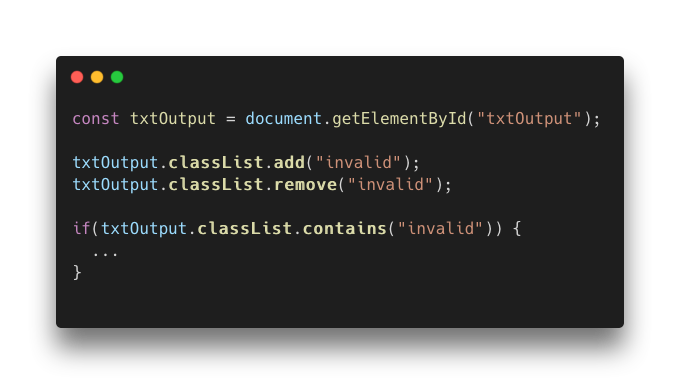 const txtOutput = document.getElementById("txtOutput");
txtOutput.classList.add("invalid");
txtOutput.classList.remove("invalid");
if(txtOutput.classList.contains("invalid")) {
...
}